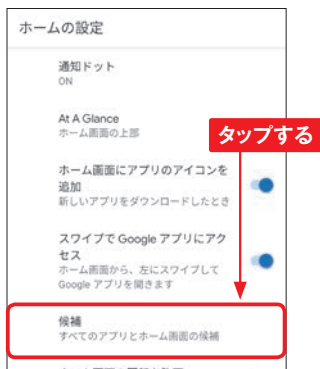 ホームの設定
通知ドット
ON
At A Glance
ホーム画面の上部
タップする
ホーム画面にアプリのアイコンを
追加
新しいアプリをダウンロードしたとき
スワイプで Google アプリにアク
セス
ホーム画面から、左にスワイプして
Google アプリを開きます
候補
すべてのアプリとホーム画面の候補